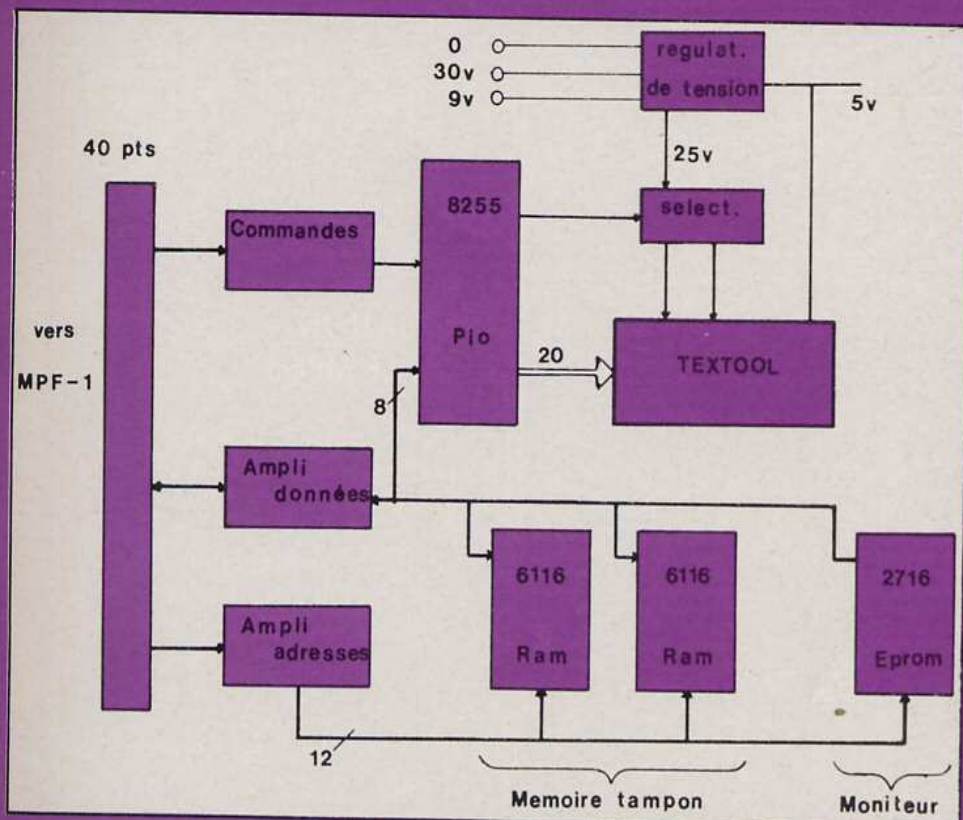 0
30v
9v
regulat.
de tension
5v
40 pts
25v
8255
Pio
select.
Commandes
vers
MPF-1
20
TEXTOOL
8
Ampli
données
6116
Ram
6116
Ram
2716
Eprom
Ampli
adresses
12
Memoire tampon
Moniteur